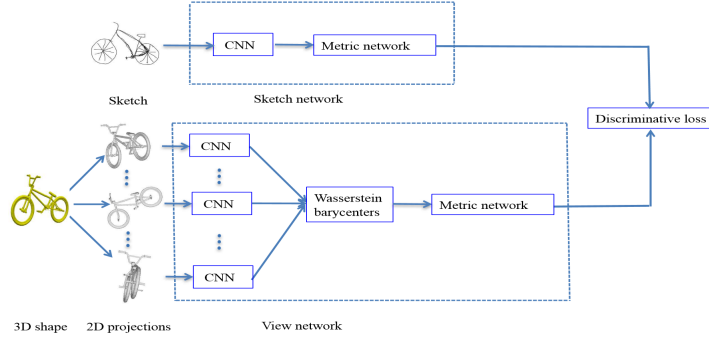 CNN
Metric network
Sketch
Sketch network
Discriminative loss
CNN
CNN
Wasserstein
barycenters
Metric network
CNN
3D shape
2D projections
View network